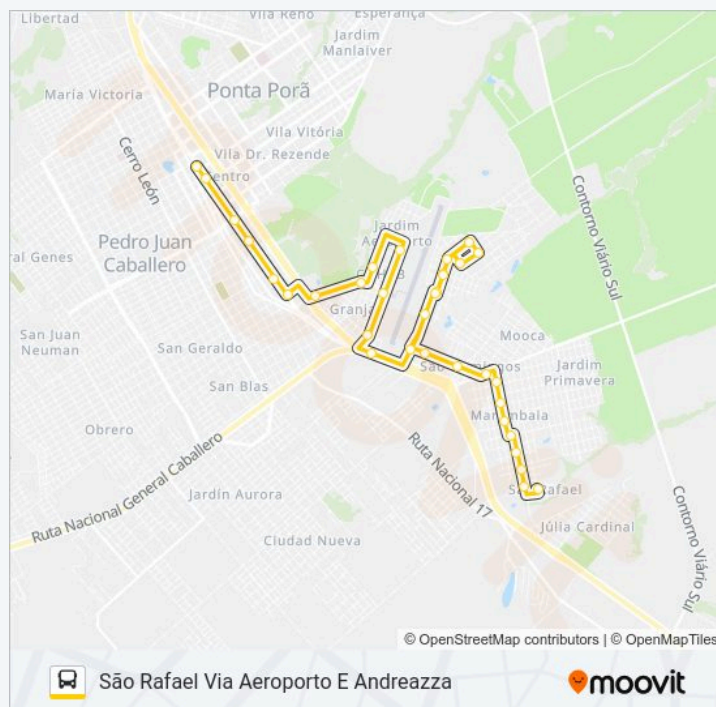 Libertad
Vila Reno
Esperança
Jardim
Manlaiver
María Victoria
Ponta Porã
Vila Vitória
Vila Dr. Rezende
Centro
Cerro León
Contorno Viário Sul
Pedro Juan
Caballero
Jardim
Aeroporto
Granja
San Juan
Neuman
San Geraldo
Mooca
San Blas
Jardim
Primavera
Obrero
Ruta Nacional General Caballero
Ruta Nacional 17
Jardín Aurora
Ciudad Nueva
Júlia Cardinal
Contorno Viário Sul
© OpenStreetMap contributors | © OpenMapTiles
São Rafael Via Aeroporto E Andreazza
moovit